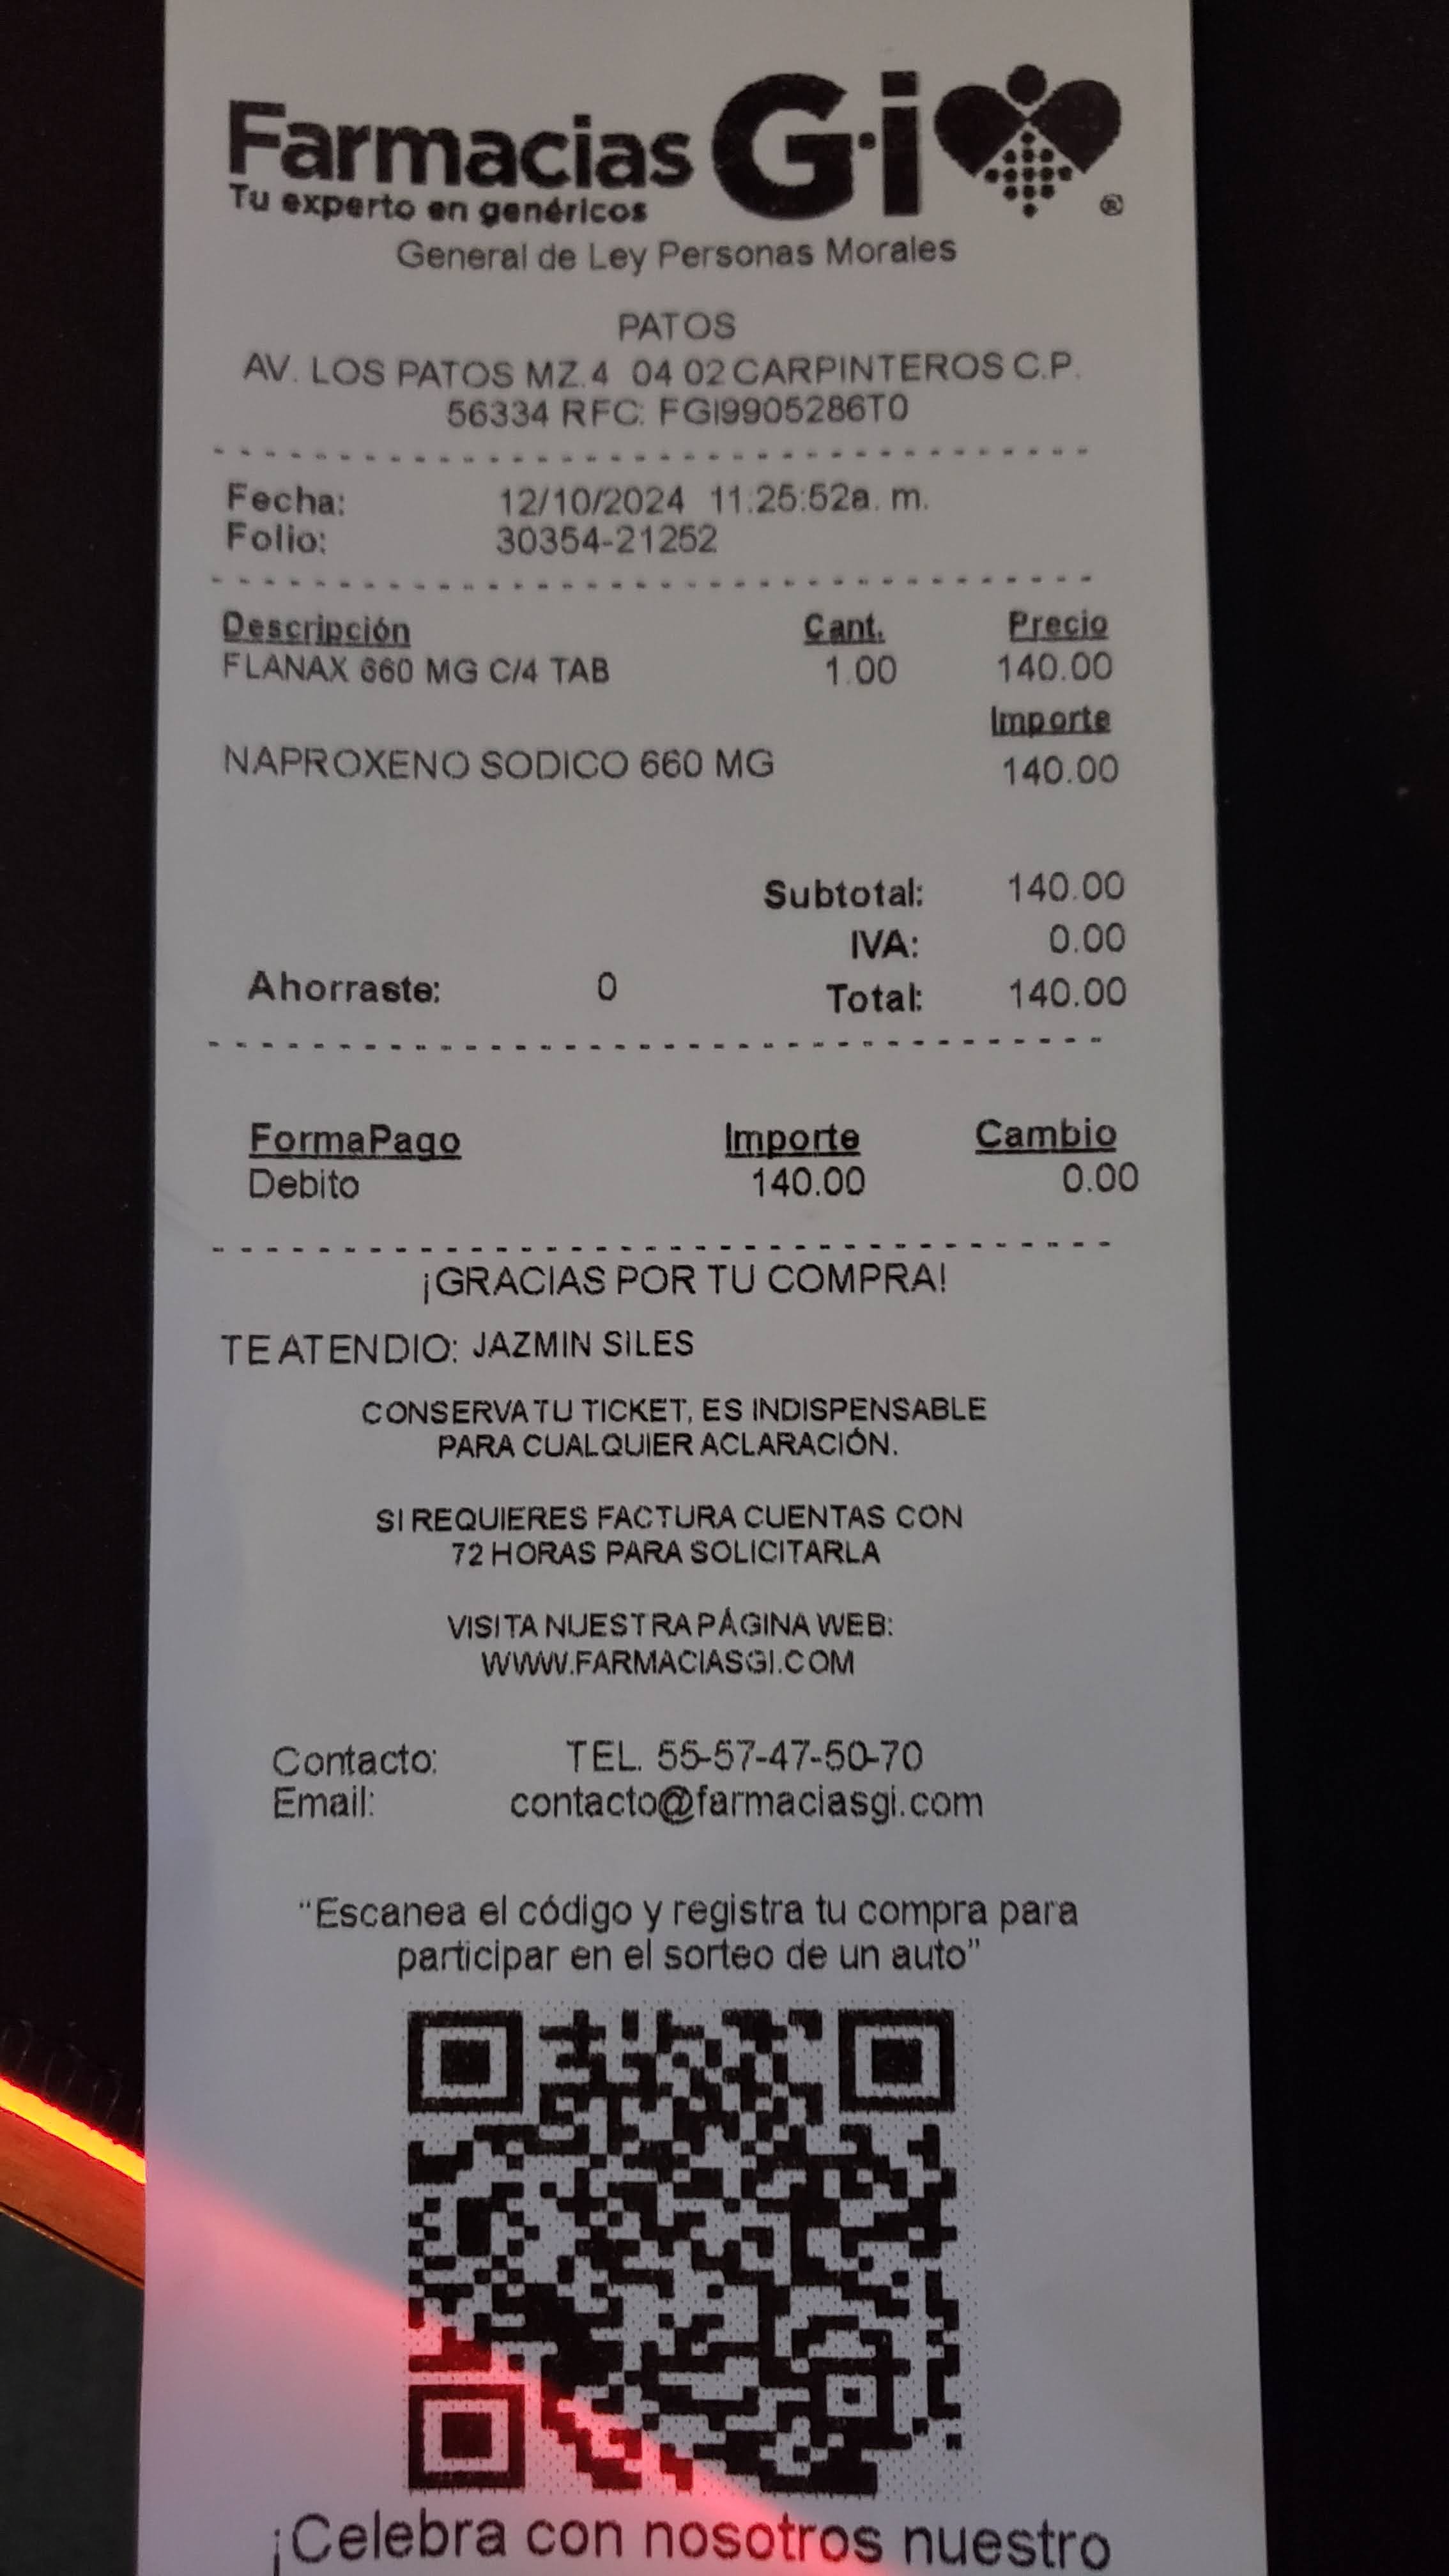 Farmacias G·i ®
Tu experto en genéricos
General de Ley Personas Morales
PATOS
AV. LOS PATOS MZ.4 04 02 CARPINTEROS C.P.
56334 RFC: FGI9905286T0
Fecha: 12/10/2024 11:25:52a. m.
Folio: 30354-21252
Descripción Cant. Precio
FLANAX 660 MG C/4 TAB 1.00 140.00
Importe
NAPROXENO SODICO 660 MG 140.00
Subtotal: 140.00
IVA: 0.00
Ahorraste: 0 Total: 140.00
FormaPago Importe Cambio
Debito 140.00 0.00
¡GRACIAS POR TU COMPRA!
TE ATENDIO: JAZMIN SILES
CONSERVA TU TICKET, ES INDISPENSABLE
PARA CUALQUIER ACLARACIÓN.
SI REQUIERES FACTURA CUENTAS CON
72 HORAS PARA SOLICITARLA
VISITA NUESTRA PÁGINA WEB:
WWW.FARMACIASGI.COM
Contacto: TEL. 55-57-47-50-70
Email: contacto@farmaciasgi.com
"Escanea el código y registra tu compra para
participar en el sorteo de un auto"
¡Celebra con nosotros nuestro